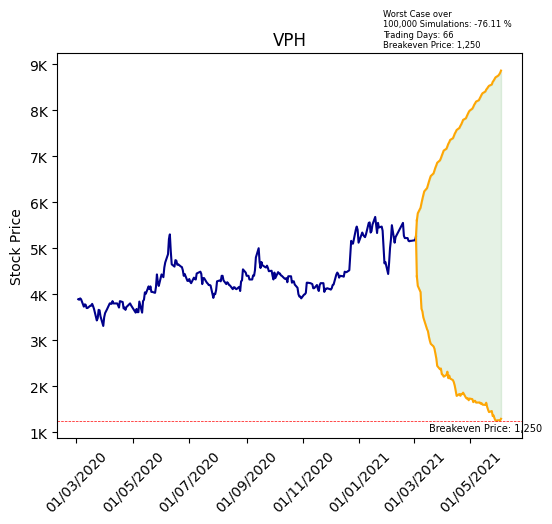 Worst Case over
100,000 Simulations: -76.11 %
Trading Days: 66
Breakeven Price: 1,250
VPH
9K
8K
7K
6K
5K
4K
3K
2K
1K
Stock Price
Breakeven Price: 1,250
01/03/2020
01/05/2020
01/07/2020
01/09/2020
01/11/2020
01/01/2021
01/03/2021
01/05/2021